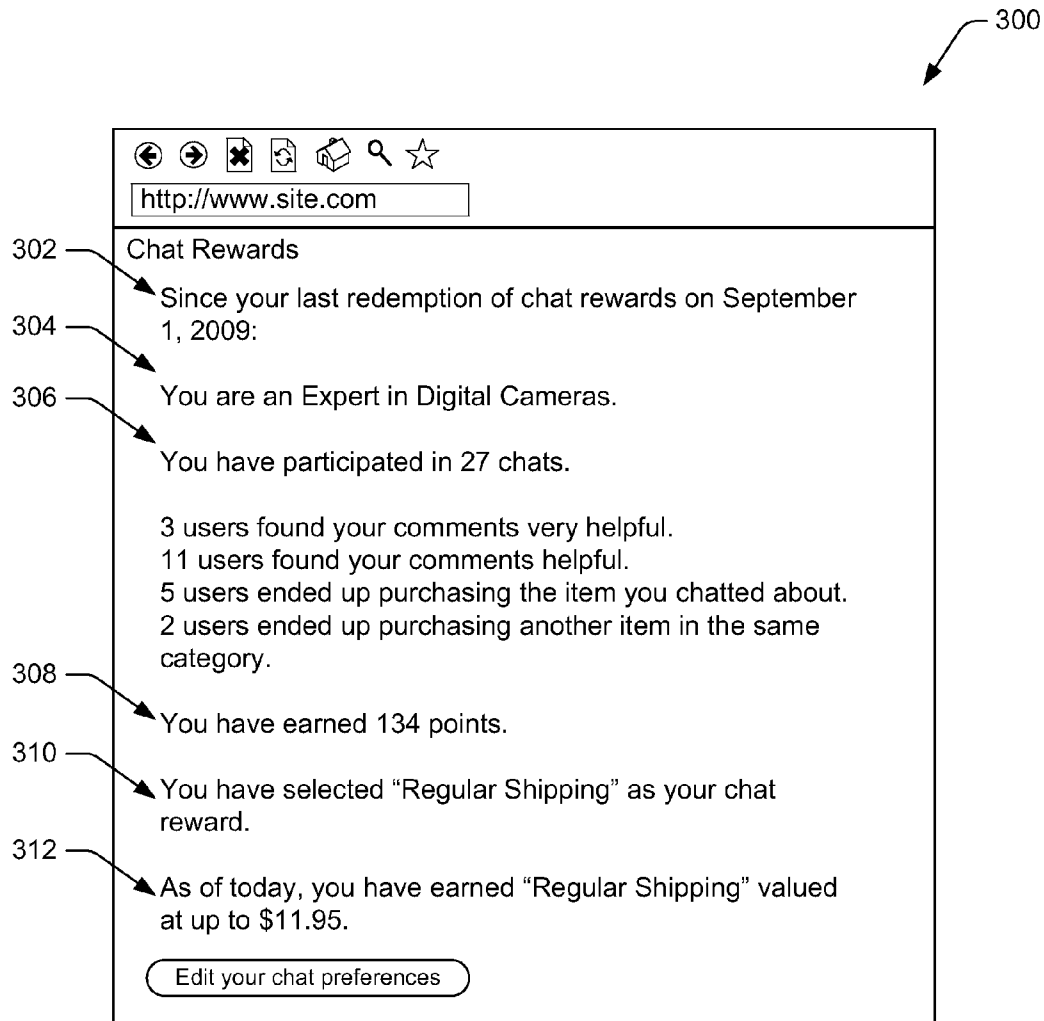 300
http://www.site.com
302
Chat Rewards
Since your last redemption of chat rewards on September
304
1, 2009:
306
You are an Expert in Digital Cameras.
You have participated in 27 chats.
3 users found your comments very helpful.
11 users found your comments helpful.
5 users ended up purchasing the item you chatted about.
2 users ended up purchasing another item in the same
category.
308
You have earned 134 points.
310
You have selected “Regular Shipping” as your chat
reward.
312
As of today, you have earned “Regular Shipping” valued
at up to $11.95.
Edit your chat preferences